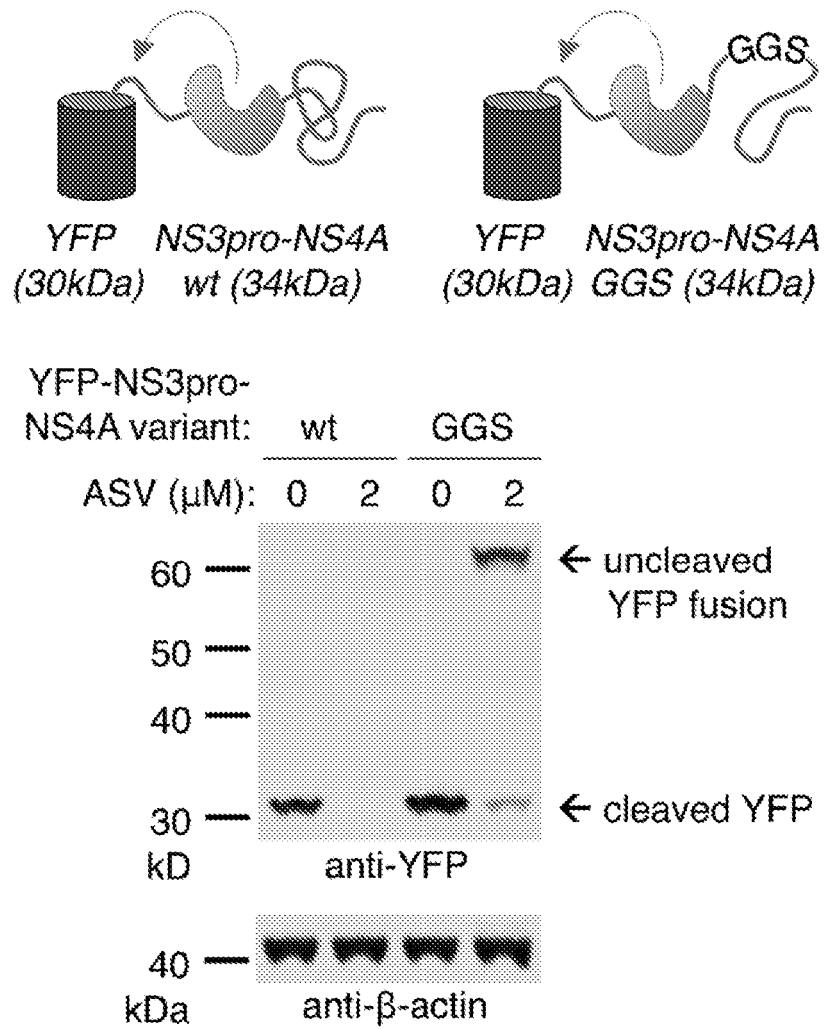 GGS
YFP NS3pro-NS4A YFP NS3pro-NS4A
(30kDa) wt (34kDa) (30kDa) GGS (34kDa)
YFP-NS3pro-
NS4A variant: wt GGS
ASV (µM): 0 2 0 2
60 ← uncleaved
YFP fusion
50
40
30 ← cleaved YFP
kD anti-YFP
40
kDa anti-β-actin